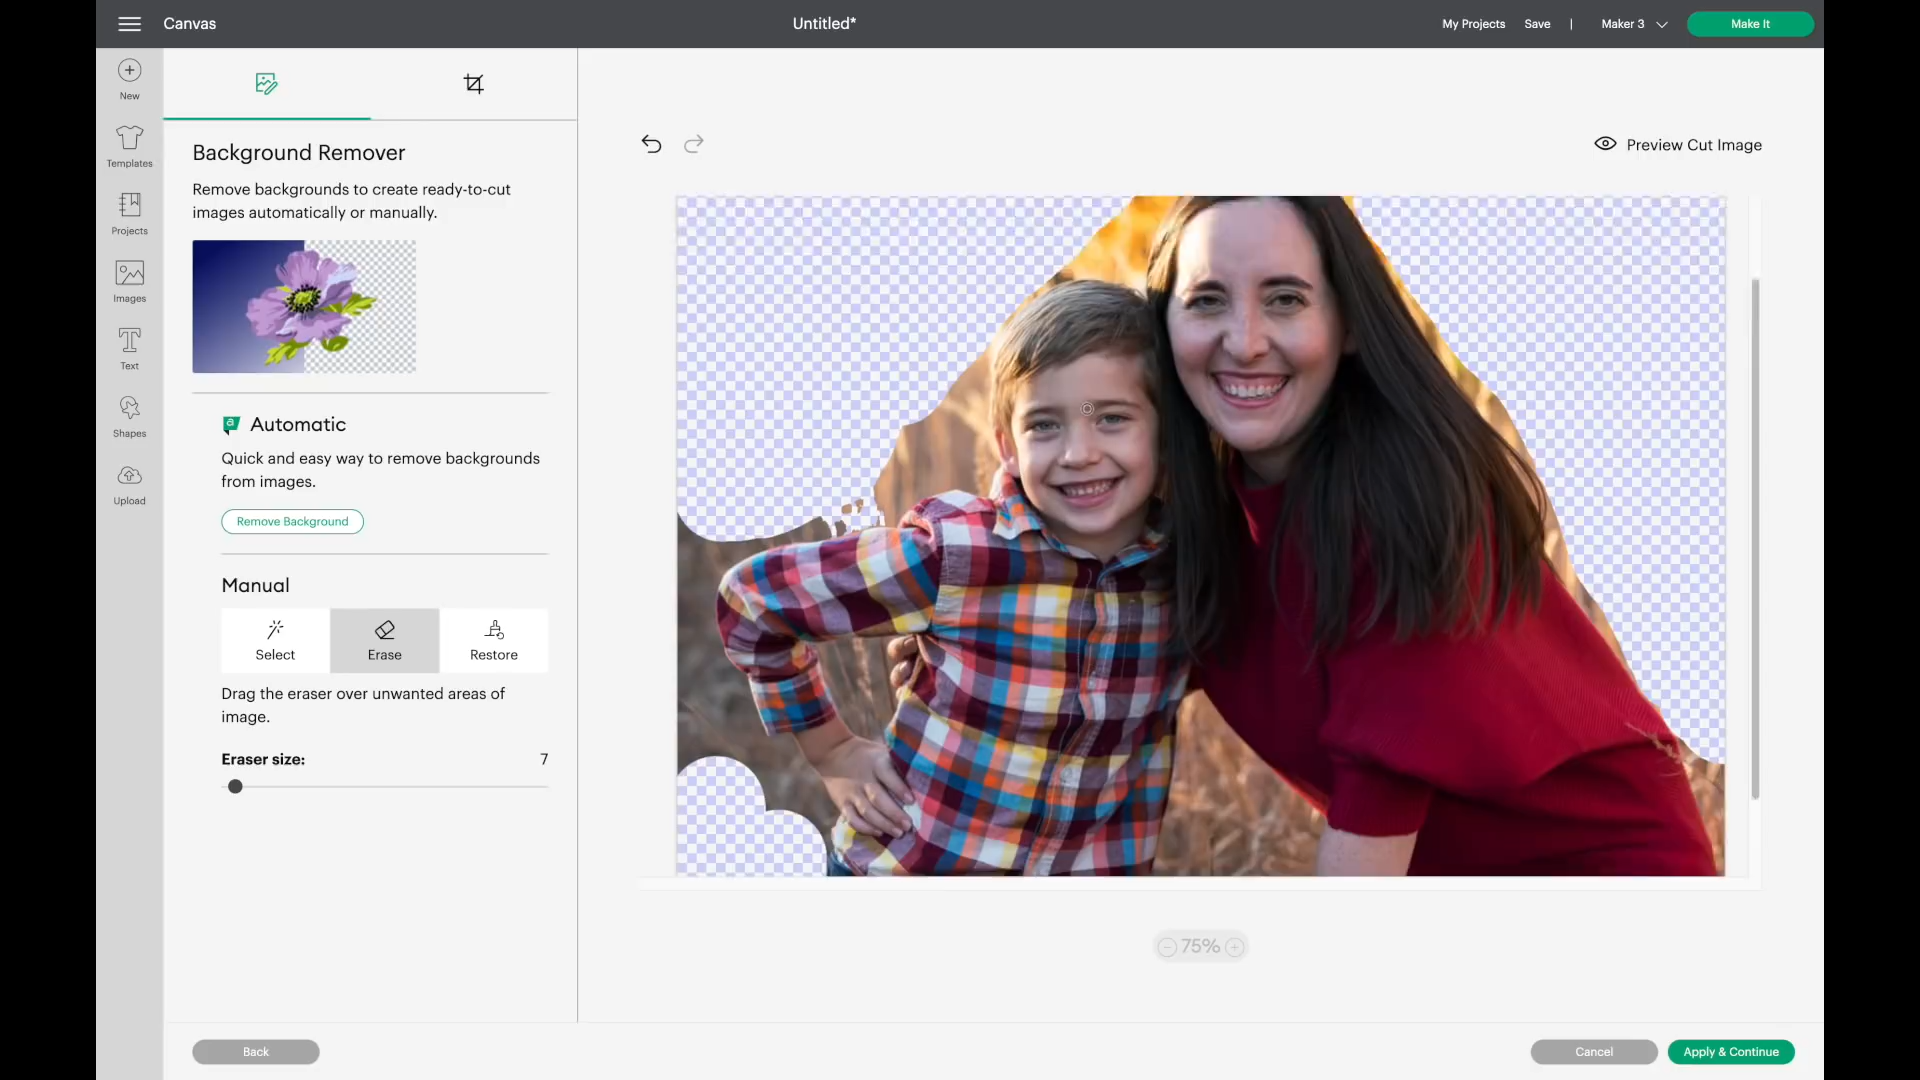 Canvas
Untitled*
My Projects
Save
|
Maker 3
Make It
New
Templates
Projects
Images
Text
Shapes
Upload
Background Remover
Remove backgrounds to create ready-to-cut
images automatically or manually.
a
Automatic
Quick and easy way to remove backgrounds
from images.
Remove Background
Manual
Select
Erase
Restore
Drag the eraser over unwanted areas of
image.
Eraser size:
7
Preview Cut Image
75%
Back
Cancel
Apply & Continue